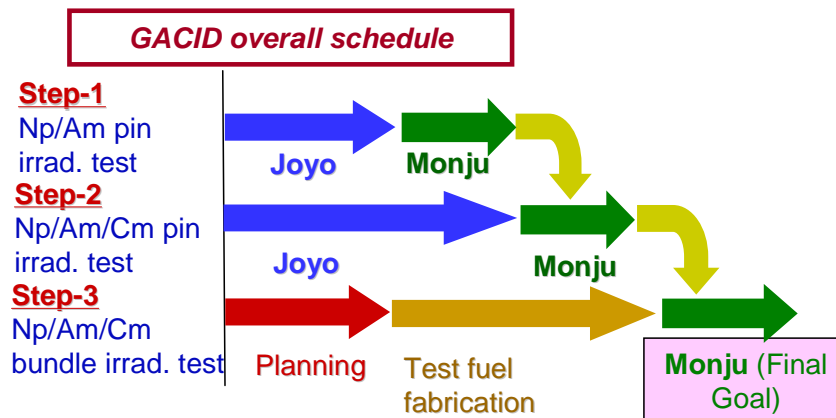 GACID overall schedule
Step-1
Np/Am pin
irrad. test
Joyo
Monju
Step-2
Np/Am/Cm pin
irrad. test
Joyo
Monju
Step-3
Np/Am/Cm
bundle irrad. test
Planning
Test fuel
fabrication
Monju (Final
Goal)